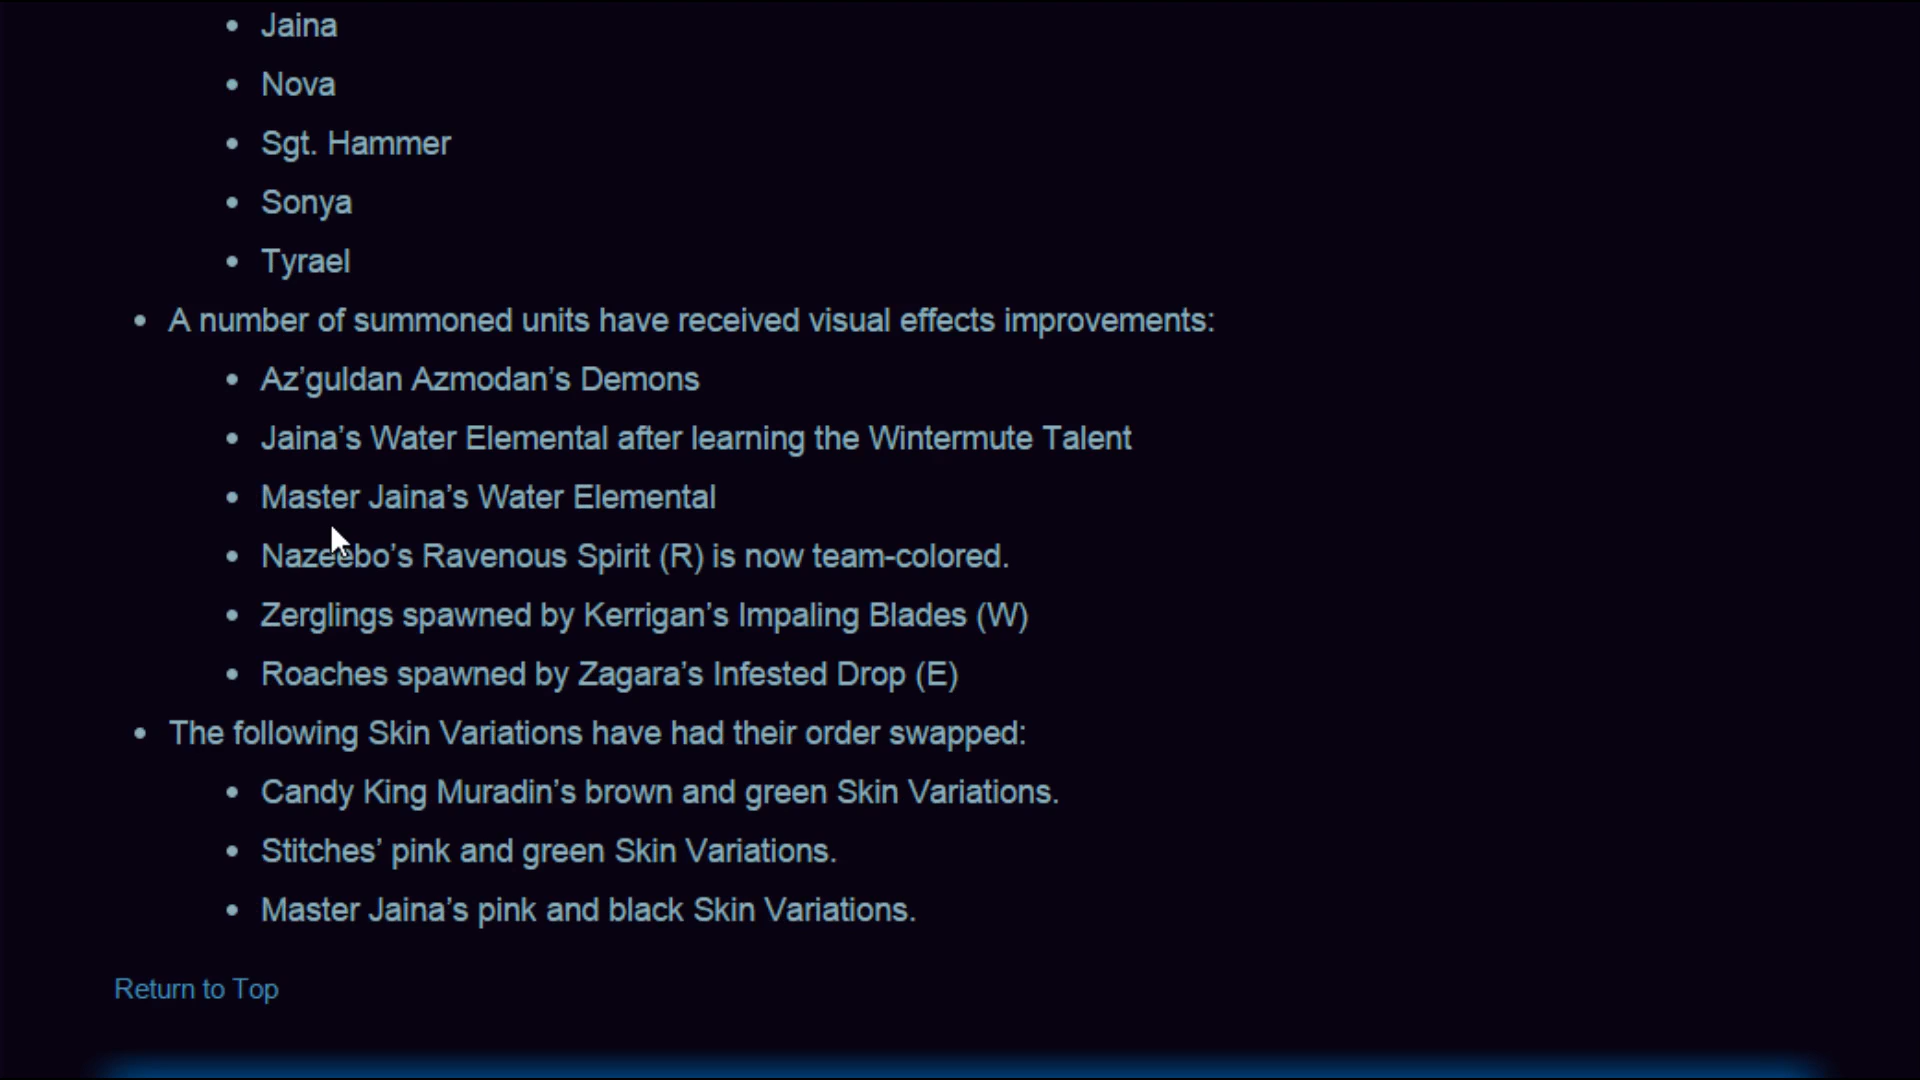 Jaina
Nova
Sgt. Hammer
Sonya
Tyrael
A number of summoned units have received visual effects improvements:
Az’guldan Azmodan’s Demons
Jaina’s Water Elemental after learning the Wintermute Talent
Master Jaina’s Water Elemental
Nazeebo’s Ravenous Spirit (R) is now team-colored.
Zerglings spawned by Kerrigan’s Impaling Blades (W)
Roaches spawned by Zagara’s Infested Drop (E)
The following Skin Variations have had their order swapped:
Candy King Muradin’s brown and green Skin Variations.
Stitches’ pink and green Skin Variations.
Master Jaina’s pink and black Skin Variations.
Return to Top